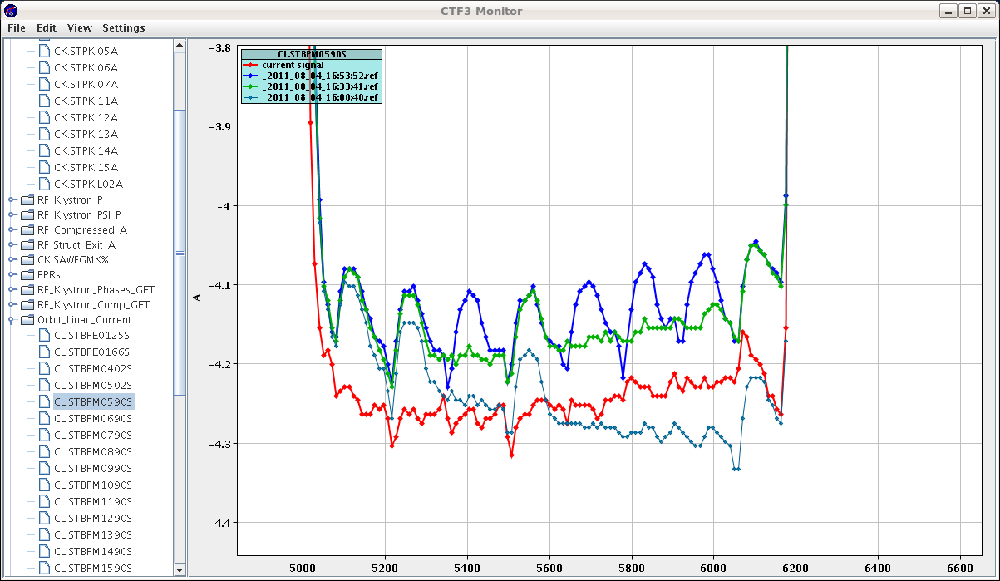 CTF3 Monitor
File Edit View Settings
CK.STPKI05A
CK.STPKI06A
CK.STPKI07A
CK.STPKI11A
CK.STPKI12A
CK.STPKI13A
CK.STPKI14A
CK.STPKI15A
CK.STPKIL02A
RF_Klystron_P
RF_Klystron_PSI_P
RF_Compressed_A
RF_Struct_Exit_A
CK.SAWFGMK%
BPRs
RF_Klystron_Phases_GET
RF_Klystron_Comp_GET
Orbit_Linac_Current
CL.STBPE0125S
CL.STBPE0166S
CL.STBPM0402S
CL.STBPM0502S
CL.STBPM0590S
CL.STBPM0690S
CL.STBPM0790S
CL.STBPM0890S
CL.STBPM0990S
CL.STBPM1090S
CL.STBPM1190S
CL.STBPM1290S
CL.STBPM1390S
CL.STBPM1490S
CL.STBPM1590S
CL.STBPM0590S
current signal
_2011_08_04_16:53:52.ref
_2011_08_04_16:33:41.ref
_2011_08_04_16:00:40.ref
-3.8
-3.9
-4
-4.1
-4.2
-4.3
-4.4
A
5000 5200 5400 5600 5800 6000 6200 6400 6600